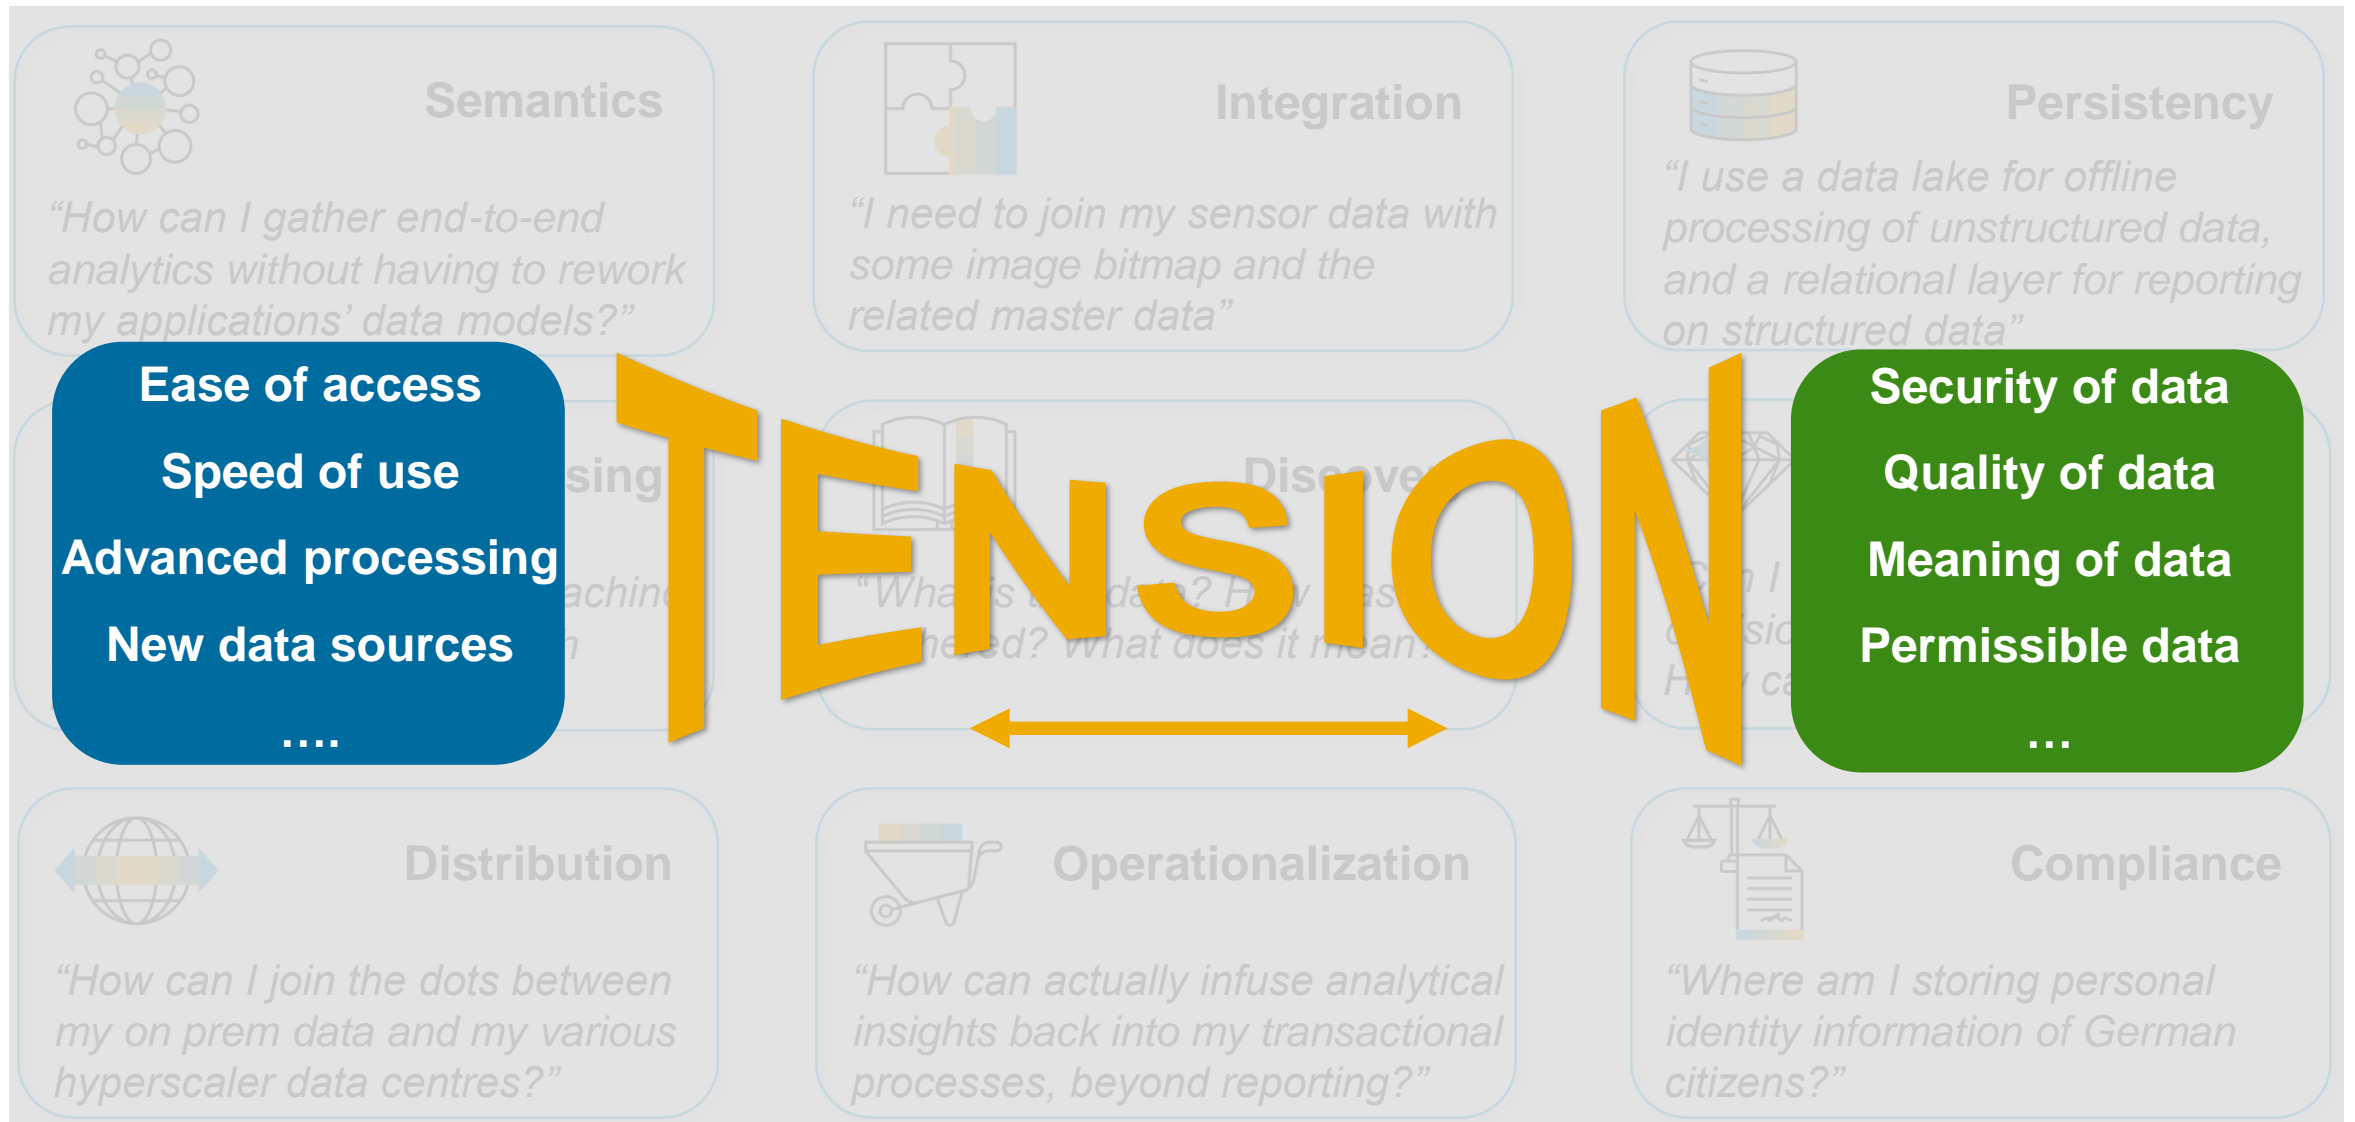 Semantics
“How can I gather end-to-end
analytics without having to rework
my applications’ data models?”
Integration
“I need to join my sensor data with
some image bitmap and the
related master data”
Persistency
“I use a data lake for offline
processing of unstructured data,
and a relational layer for reporting
on structured data”
Ease of access
Speed of use
Advanced processing
New data sources
….
TENSION
Security of data
Quality of data
Meaning of data
Permissible data
…
data?
What does it mean?
Distribution
“How can I join the dots between
my on prem data and my various
hyperscaler data centres?”
Operationalization
“How can actually infuse analytical
insights back into my transactional
processes, beyond reporting?”
Compliance
“Where am I storing personal
identity information of German
citizens?”